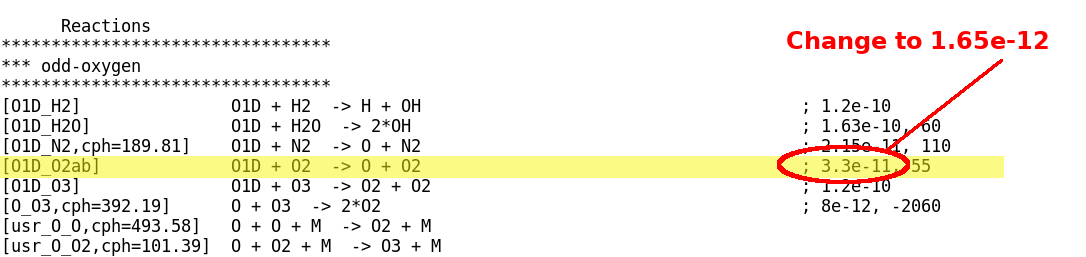 Reactions
Change to 1.65e-12
*********************************
*** odd-oxygen
*********************************
[O1D_H2] O1D + H2 -> H + OH ; 1.2e-10
[O1D_H2O] O1D + H2O -> 2*OH ; 1.63e-10, 60
[O1D_N2,cph=189.81] O1D + N2 -> O + N2 ; 2.15e-11, 110
[O1D_O2ab] O1D + O2 -> O + O2 ; 3.3e-11, 55
[O1D_O3] O1D + O3 -> O2 + O2 ; 1.2e-10
[O_O3,cph=392.19] O + O3 -> 2*O2 ; 8e-12, -2060
[usr_O_O,cph=493.58] O + O + M -> O2 + M
[usr_O_O2,cph=101.39] O + O2 + M -> O3 + M